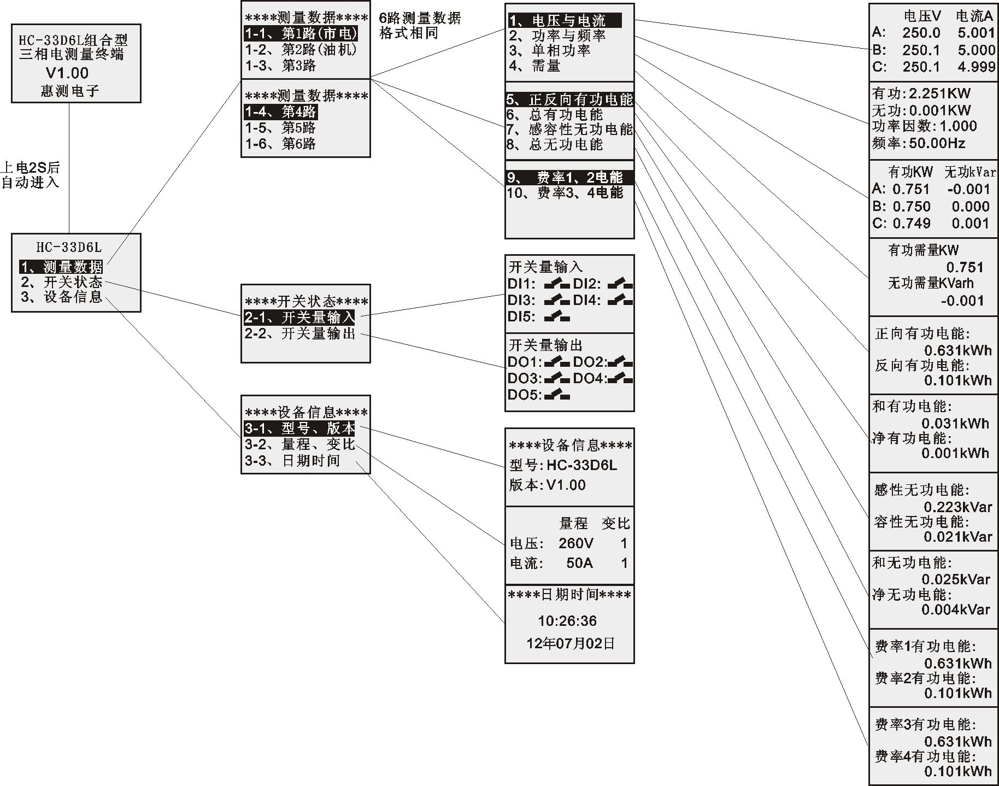 HC-33D6L组合型
三相电测量终端
V1.00
惠测电子
上电2S后
自动进入
HC-33D6L
1、测量数据
2、开关状态
3、设备信息
****测量数据****
1-1、第1路(市电)
1-2、第2路(油机)
1-3、第3路
****测量数据****
1-4、第4路
1-5、第5路
1-6、第6路
6路测量数据
格式相同
****开关状态****
2-1、开关量输入
2-2、开关量输出
****设备信息****
3-1、型号、版本
3-2、量程、变比
3-3、日期时间
1、电压与电流
2、功率与频率
3、单相功率
4、需量
5、正反向有功电能
6、总有功电能
7、感容性无功电能
8、总无功电能
9、 费率1、2电能
10、费率3、4电能
开关量输入
DI1: DI2:
DI3: DI4:
DI5:
开关量输出
DO1: DO2:
DO3: DO4:
DO5:
****设备信息****
型号:HC-33D6L
版本:V1.00
量程 变比
电压: 260V 1
电流: 50A 1
****日期时间****
10:26:36
12年07月02日
电压V 电流A
A: 250.0 5.001
B: 250.1 5.000
C: 250.1 4.999
有功:2.251KW
无功:0.001KW
功率因数:1.000
频率:50.00Hz
有功KW 无功kVar
A: 0.751 -0.001
B: 0.750 0.000
C: 0.749 0.001
有功需量KW
0.751
无功需量KVarh
-0.001
正向有功电能:
0.631kWh
反向有功电能:
0.101kWh
和有功电能:
0.031kWh
净有功电能:
0.001kWh
感性无功电能:
0.223kVar
容性无功电能:
0.021kVar
和无功电能:
0.025kVar
净无功电能:
0.004kVar
费率1有功电能:
0.631kWh
费率2有功电能:
0.101kWh
费率3有功电能:
0.631kWh
费率4有功电能:
0.101kWh